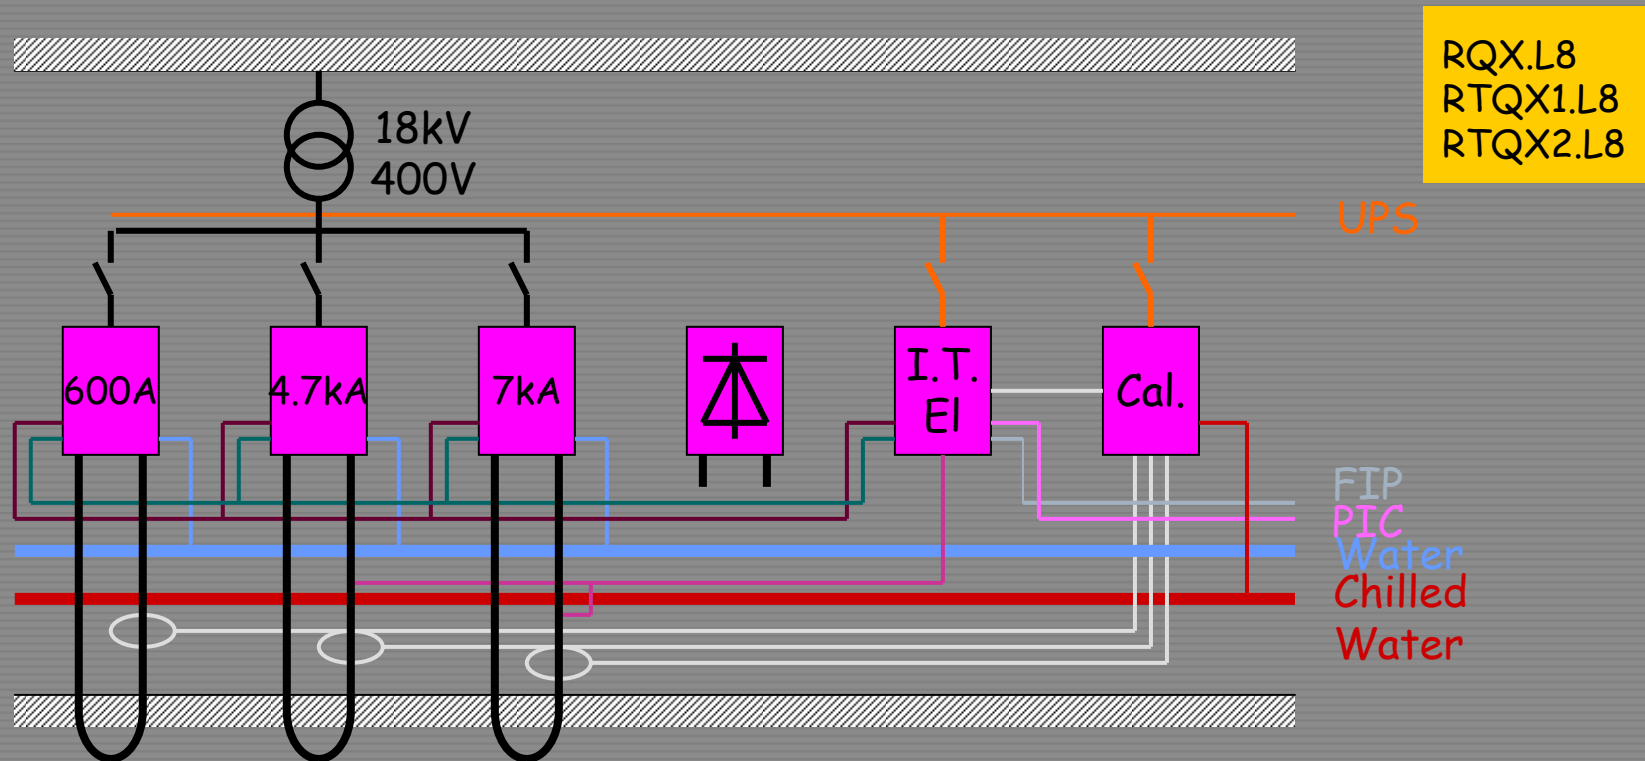 RQX.L8
RTQX1.L8
RTQX2.L8
18kV
400V
UPS
600A
4.7kA
7kA
I.T.
El
Cal.
FIP
PIC
Water
Chilled
Water